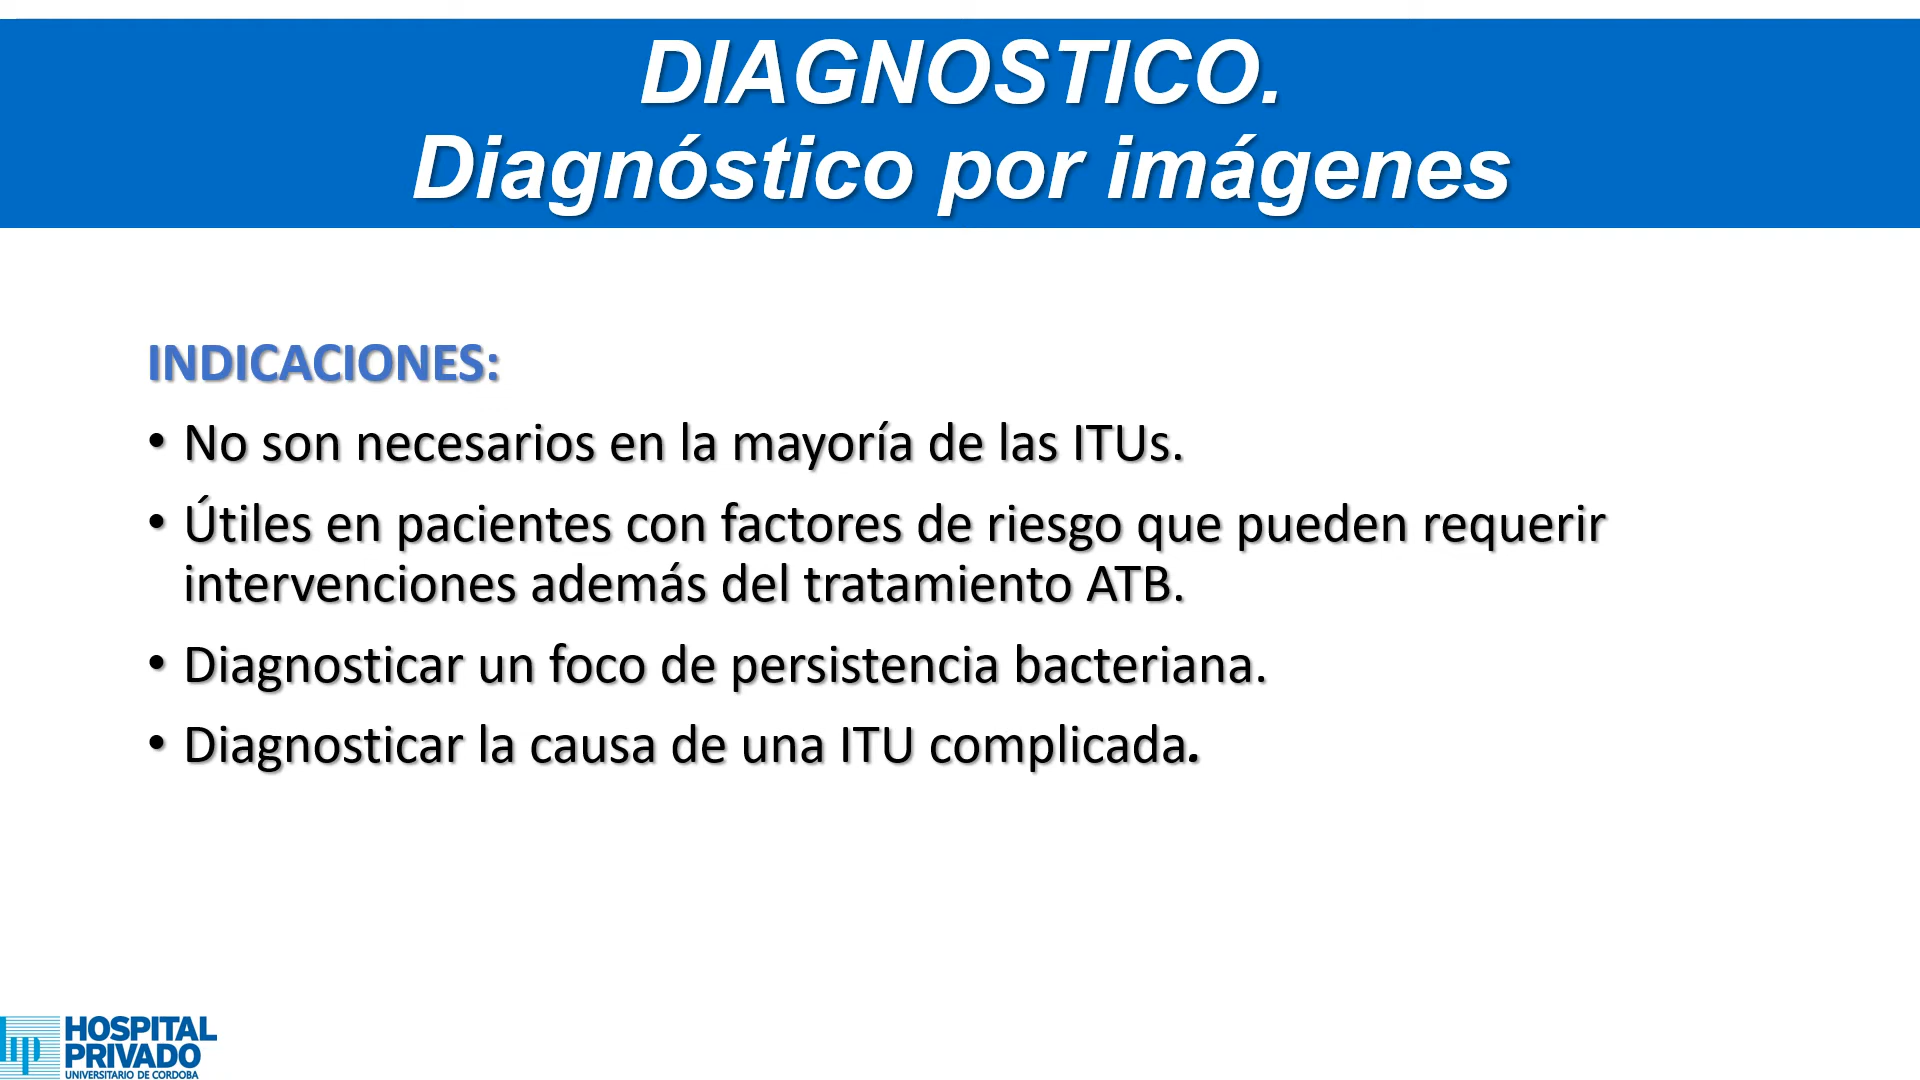 DIAGNOSTICO.
Diagnóstico por imágenes
INDICACIONES:
• No son necesarios en la mayoría de las ITUs.
• Útiles en pacientes con factores de riesgo que pueden requerir
intervenciones además del tratamiento ATB.
• Diagnosticar un foco de persistencia bacteriana.
• Diagnosticar la causa de una ITU complicada.
hp
HOSPITAL
PRIVADO
UNIVERSITARIO DE CORDOBA